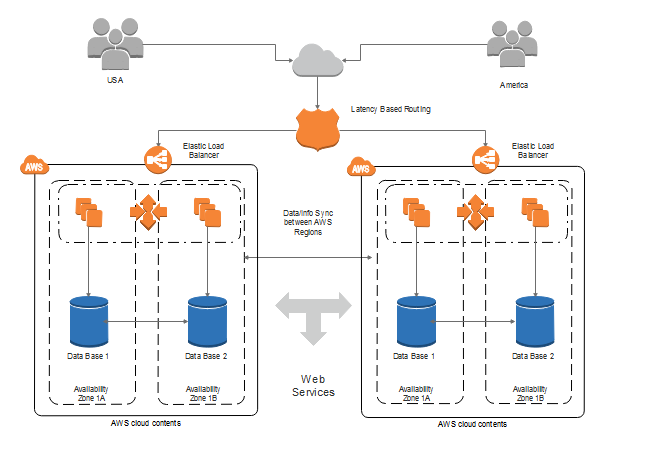 USA
America
Latency Based Routing
Elastic Load
Balancer
Elastic Load
Balancer
AWS
AWS
Data/Info Sync
between AWS
Regions
Data Base 1
Data Base 2
Data Base 1
Data Base 2
Web
Services
Availability
Zone 1A
Availability
Zone 1B
Availability
Zone 1A
Availability
Zone 1B
AWS cloud contents
AWS cloud contents